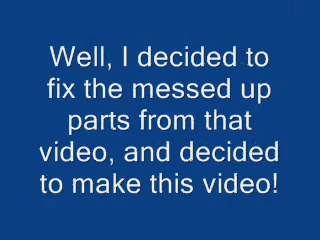 Well, I decided to
fix the messed up
parts from that
video, and decided
to make this video!